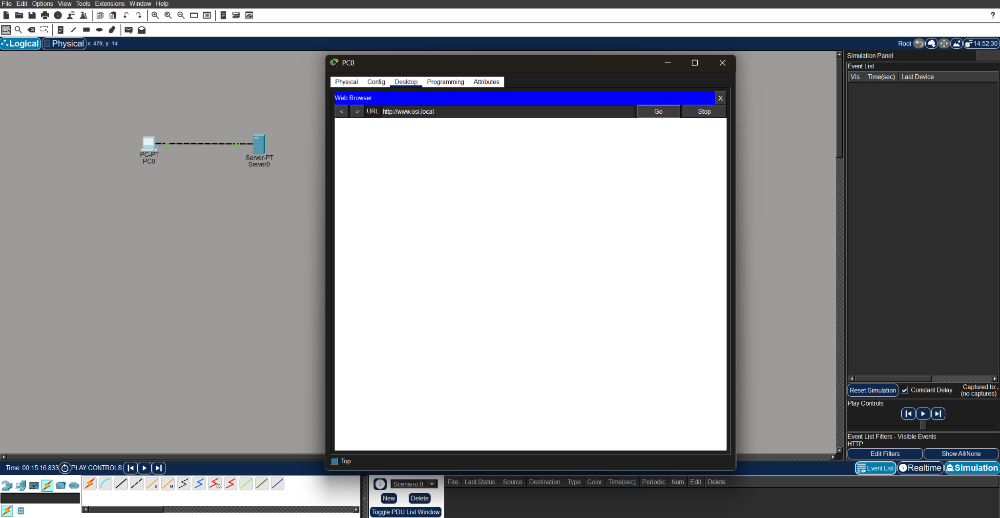 File Edit Options View Tools Extensions Window Help
?
Logical Physical x: 479, y: 14
Root 14:52:30
PC-PT
PC0
Server-PT
Server0
PC0
Physical Config Desktop Programming Attributes
Web Browser X
< > URL http://www.osi.local Go Stop
Top
Simulation Panel
Event List
Vis. Time(sec) Last Device
Reset Simulation Constant Delay Captured to:
(no captures)
Play Controls
Event List Filters - Visible Events
HTTP
Edit Filters Show All/None
Time: 00:15:16.833 PLAY CONTROLS:
Event List Realtime Simulation
S M
Scenario 0
New Delete
Toggle PDU List Window
Fire Last Status Source Destination Type Color Time(sec) Periodic Num Edit Delete